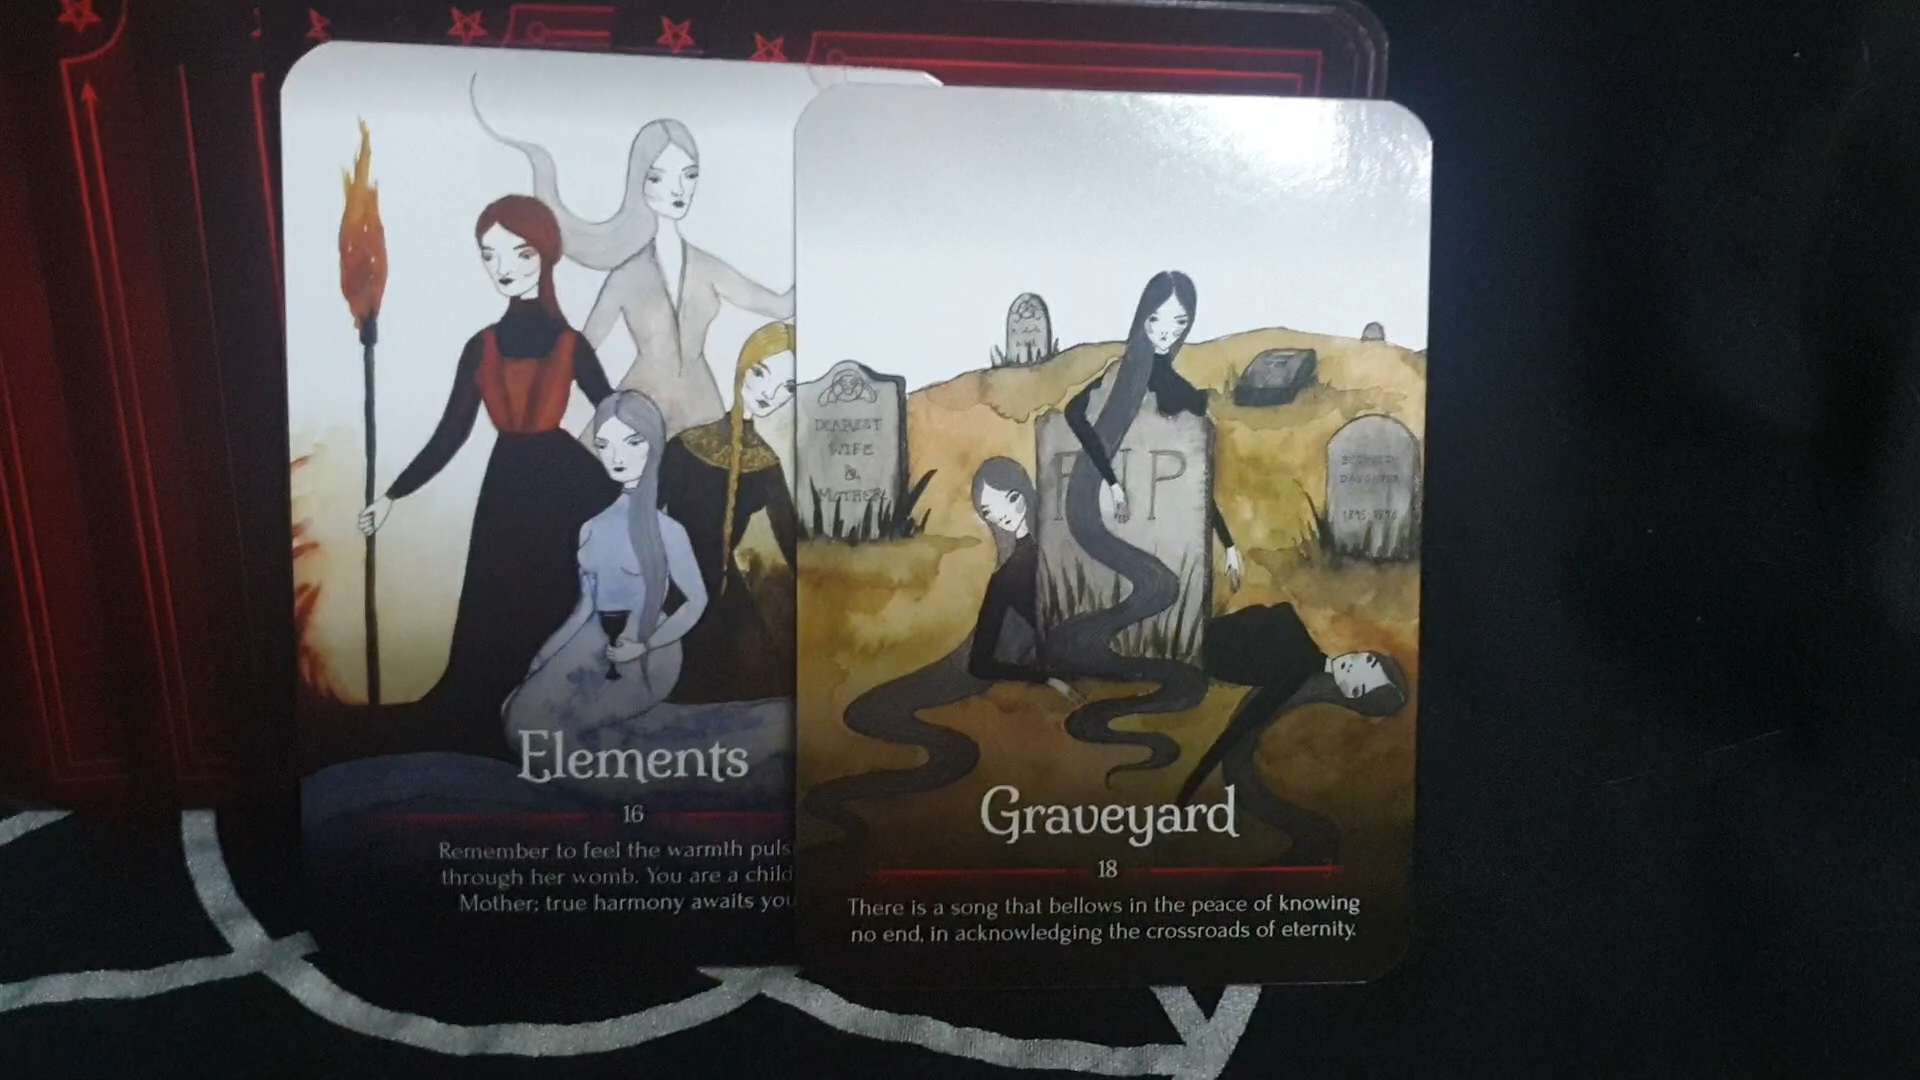 Elements
16
Remember to feel the warmth
through her womb. You are a child
Mother; true harmony awaits
Graveyard
18
There is a song that bellows in the peace of knowing
no end, in acknowledging the crossroads of eternity.
DEAREST
WIFE
&
MOTHER
RIP
DAUGHTER